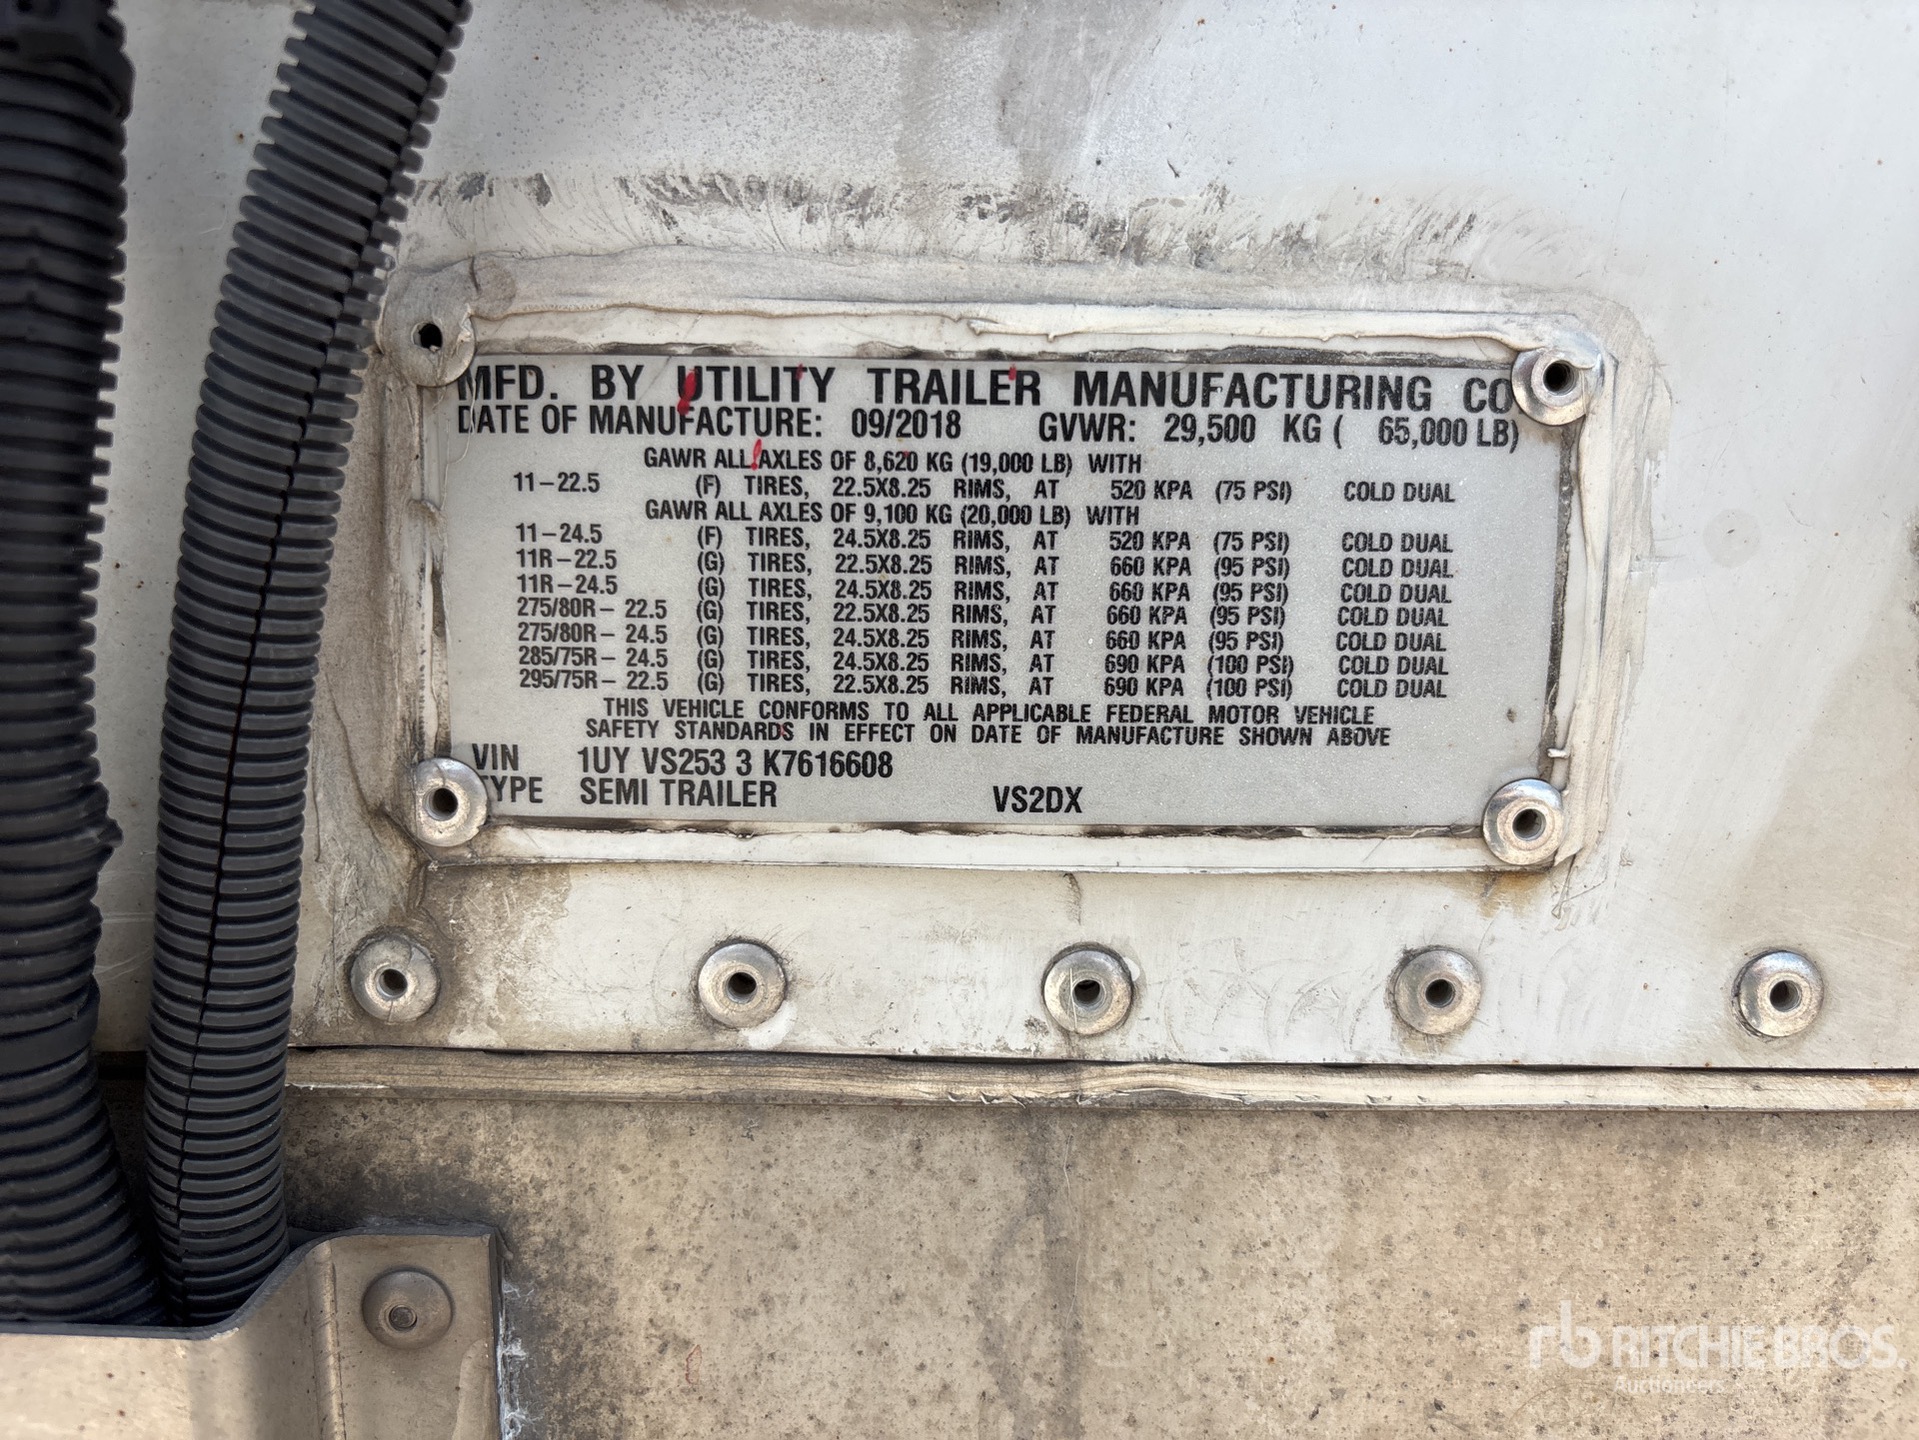 MFD. BY UTILITY TRAILER MANUFACTURING CO
DATE OF MANUFACTURE: 09/2018 GVWR: 29,500 KG ( 65,000 LB)
GAWR ALL AXLES OF 8,620 KG (19,000 LB) WITH
11-22.5 (F) TIRES, 22.5X8.25 RIMS, AT 520 KPA (75 PSI) COLD DUAL
GAWR ALL AXLES OF 9,100 KG (20,000 LB) WITH
11-24.5 (F) TIRES, 24.5X8.25 RIMS, AT 520 KPA (75 PSI) COLD DUAL
11R-22.5 (G) TIRES, 22.5X8.25 RIMS, AT 660 KPA (95 PSI) COLD DUAL
11R-24.5 (G) TIRES, 24.5X8.25 RIMS, AT 660 KPA (95 PSI) COLD DUAL
275/80R-22.5 (G) TIRES, 22.5X8.25 RIMS, AT 660 KPA (95 PSI) COLD DUAL
275/80R-24.5 (G) TIRES, 24.5X8.25 RIMS, AT 660 KPA (95 PSI) COLD DUAL
285/75R-24.5 (G) TIRES, 24.5X8.25 RIMS, AT 690 KPA (100 PSI) COLD DUAL
295/75R-22.5 (G) TIRES, 22.5X8.25 RIMS, AT 690 KPA (100 PSI) COLD DUAL
THIS VEHICLE CONFORMS TO ALL APPLICABLE FEDERAL MOTOR VEHICLE
SAFETY STANDARDS IN EFFECT ON DATE OF MANUFACTURE SHOWN ABOVE
VIN 1UY VS253 3 K7616608
TYPE SEMI TRAILER VS2DX
rb RITCHIE BROS.
Auctioneers